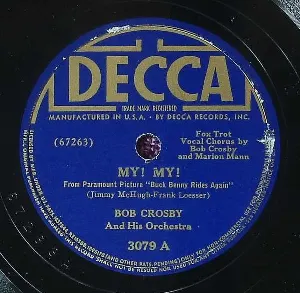 DECCA
TRADE MARK REGISTERED
MANUFACTURED IN U.S.A. • BY DECCA RECORDS, INC.
(67263)
Fox Trot
Vocal Chorus by
Bob Crosby
and Marion Mann
MY! MY!
From Paramount Picture "Buck Benny Rides Again"
(Jimmy McHugh-Frank Loesser)
BOB CROSBY
And His Orchestra
3079 A